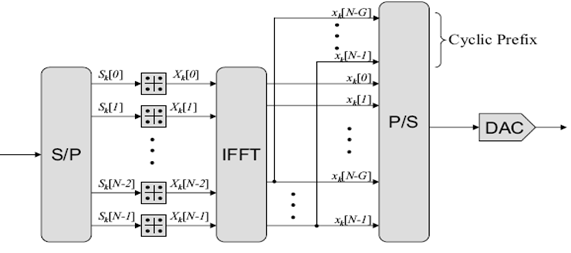 x_k[N-G]
x_k[N-1]
Cyclic Prefix
S_k[0] X_k[0] x_k[0]
S_k[1] X_k[1] x_k[1]
S/P IFFT P/S DAC
S_k[N-2] X_k[N-2] x_k[N-G]
S_k[N-1] X_k[N-1] x_k[N-1]